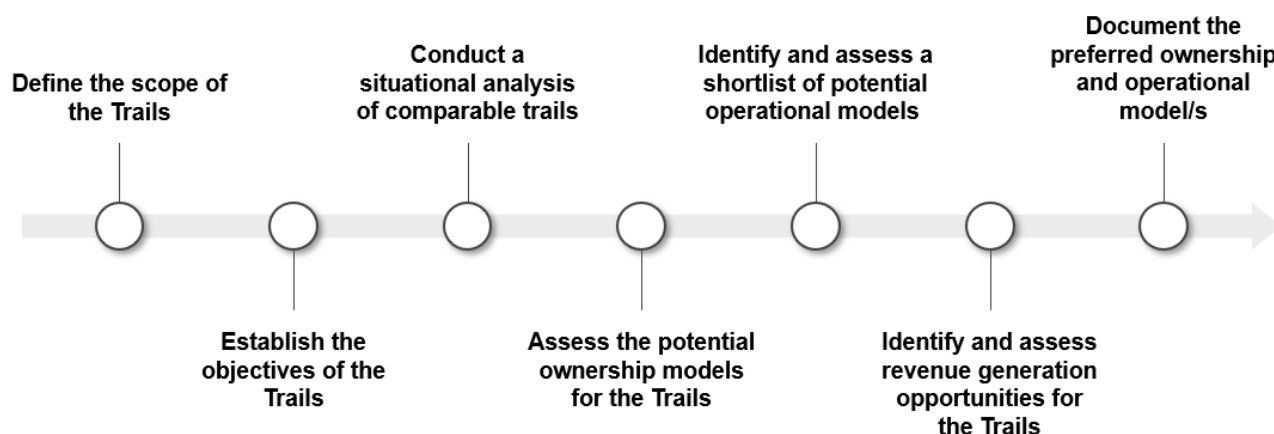 Define the scope of
the Trails
Establish the
objectives of the
Trails
Conduct a
situational analysis
of comparable trails
Assess the potential
ownership models
for the Trails
Identify and assess a
shortlist of potential
operational models
Identify and assess
revenue generation
opportunities for
the Trails
Document the
preferred ownership
and operational
model/s